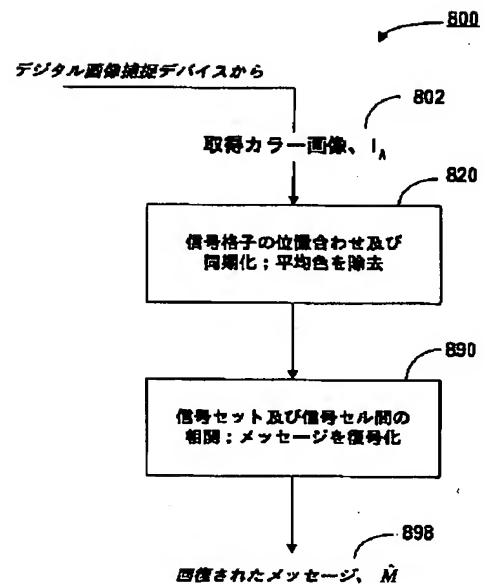 800
デジタル画像捕捉デバイスから
802
取得カラー画像、I_A
820
信号格子の位置合わせ及び
同期化；平均色を除去
890
信号セット及び信号セル間の
相関；メッセージを復号化
898
回復されたメッセージ、 M̂